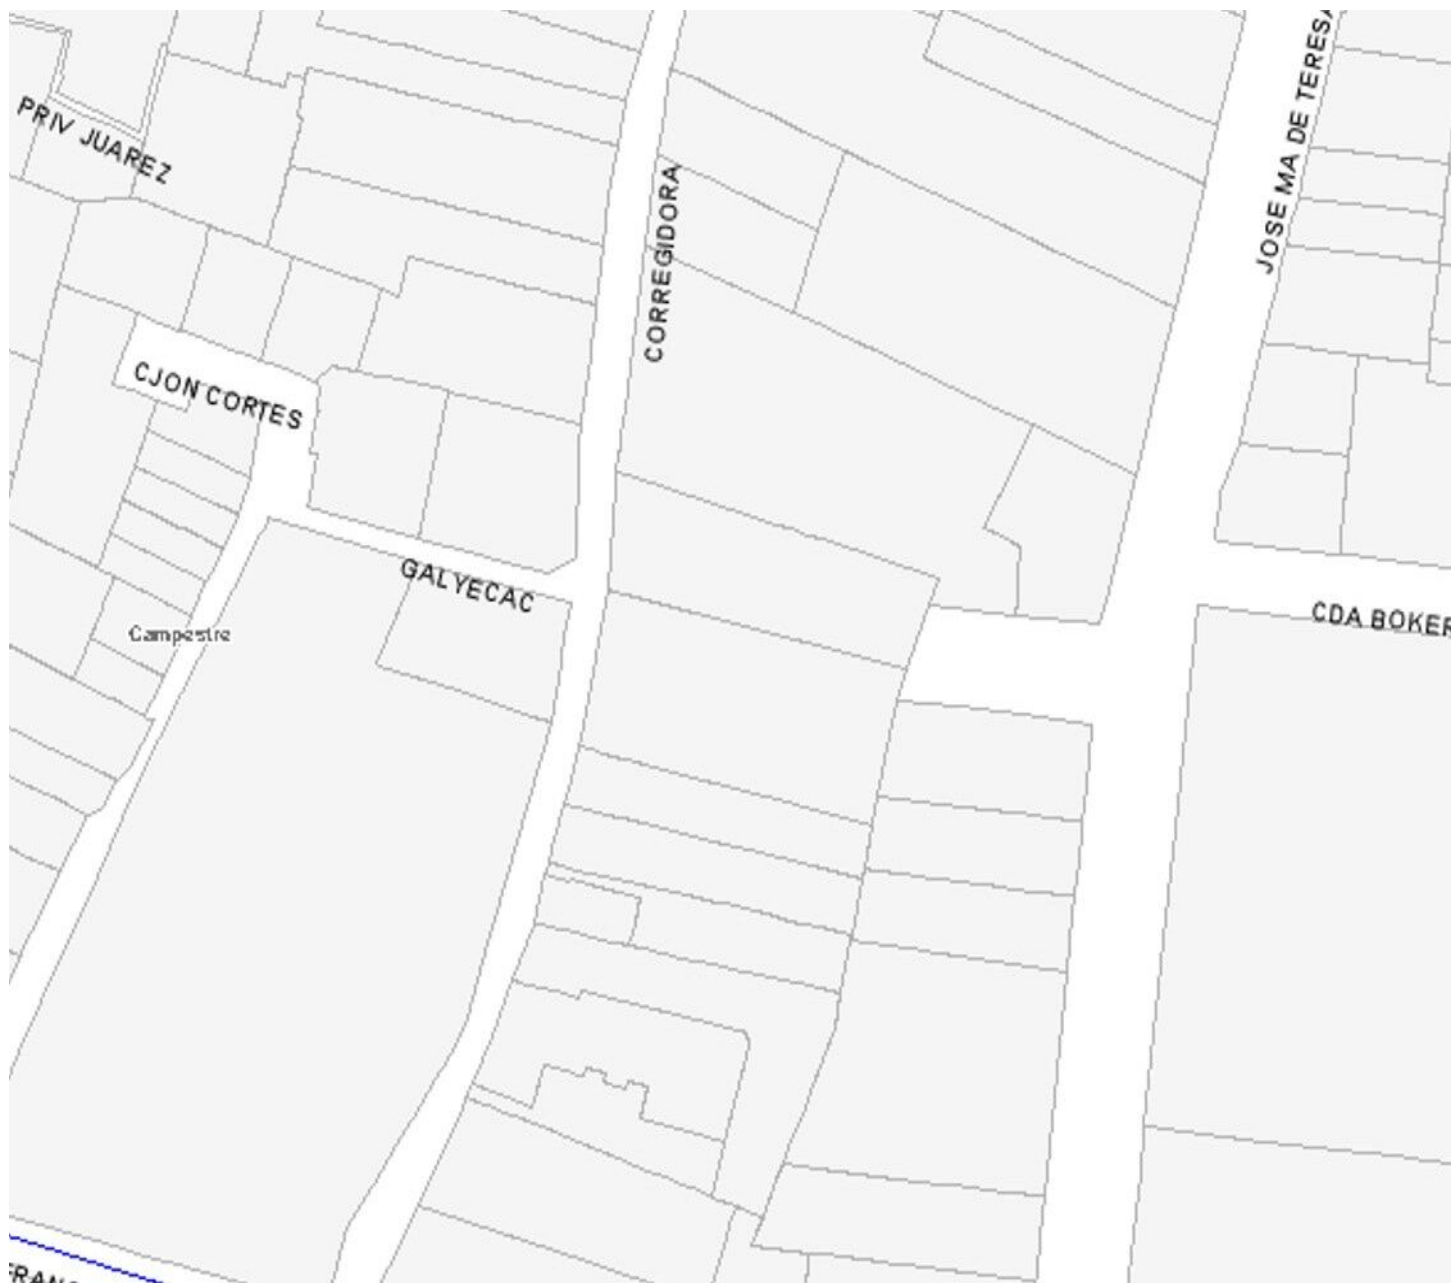 JOSE MA DE TERESA
PRIV JUAREZ
CORREGIDORA
CJON CORTES
GALYECAC
CDA BOKER
Campestre